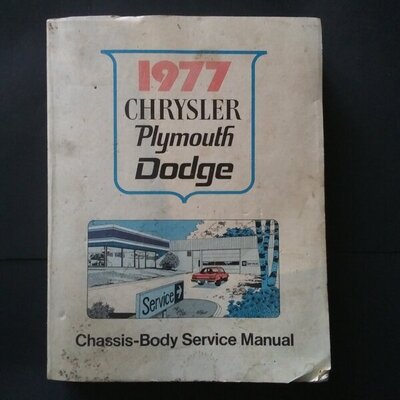 1977
CHRYSLER
Plymouth
Dodge
Service
Chassis-Body Service Manual